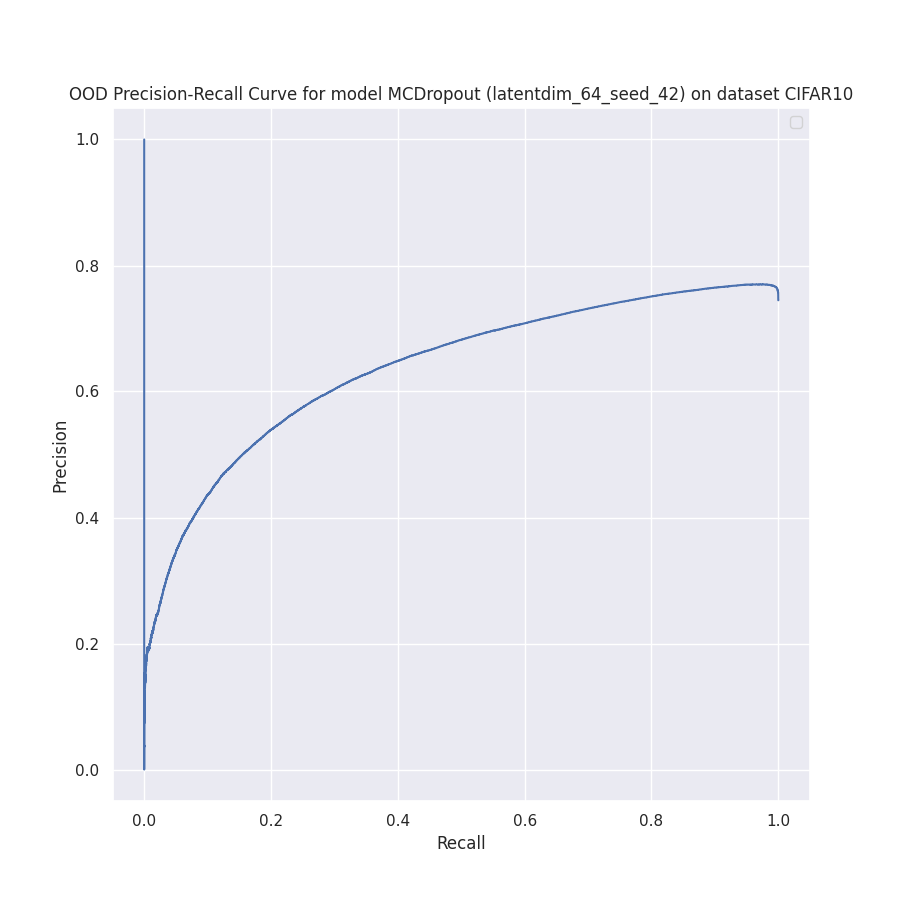 OOD Precision-Recall Curve for model MCDropout (latentdim_64_seed_42) on dataset CIFAR10
1.0
0.8
0.6
0.4
0.2
0.0
Precision
0.0 0.2 0.4 0.6 0.8 1.0
Recall